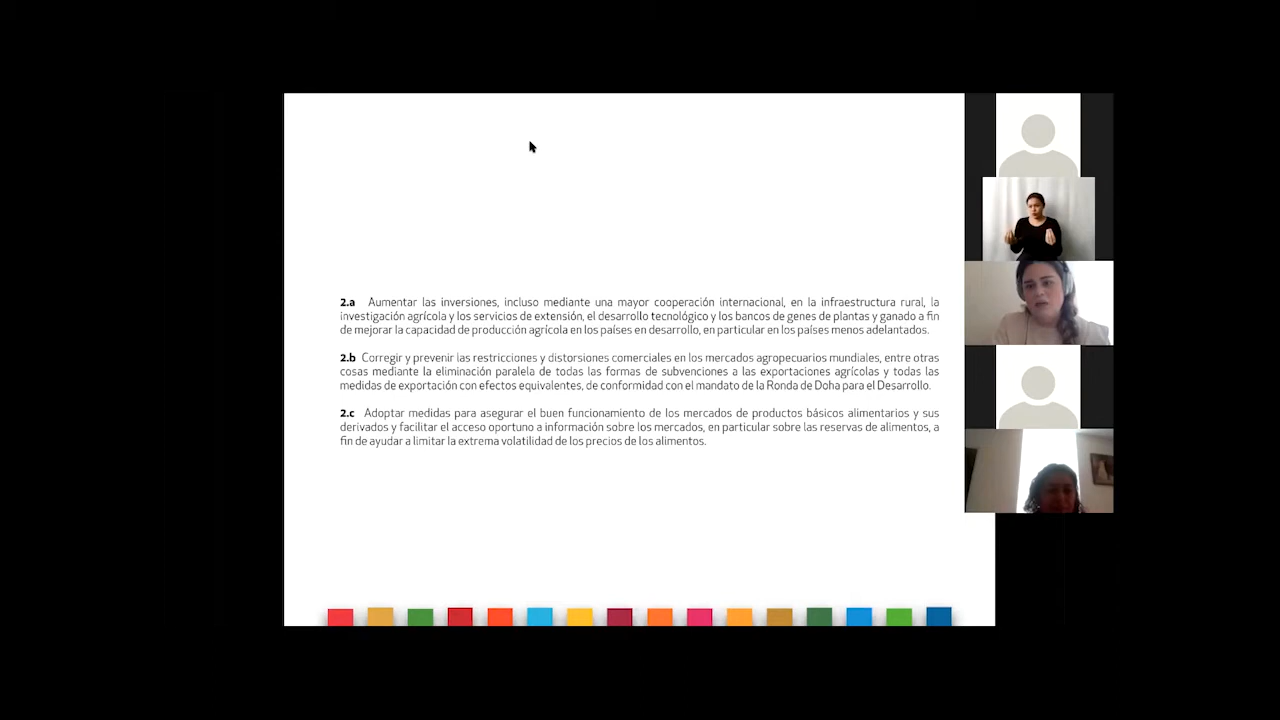 2.a Aumentar las inversiones, incluso mediante una mayor cooperación internacional, en la infraestructura rural, la
investigación agrícola y los servicios de extensión, el desarrollo tecnológico y los bancos de genes de plantas y ganado a fin
de mejorar la capacidad de producción agrícola en los países en desarrollo, en particular en los países menos adelantados.
2.b Corregir y prevenir las restricciones y distorsiones comerciales en los mercados agropecuarios mundiales, entre otras
cosas mediante la eliminación paralela de todas las formas de subvenciones a las exportaciones agrícolas y todas las
medidas de exportación con efectos equivalentes, de conformidad con el mandato de la Ronda de Doha para el Desarrollo.
2.c Adoptar medidas para asegurar el buen funcionamiento de los mercados de productos básicos alimentarios y sus
derivados y facilitar el acceso oportuno a información sobre los mercados, en particular sobre las reservas de alimentos, a
fin de ayudar a limitar la extrema volatilidad de los precios de los alimentos.